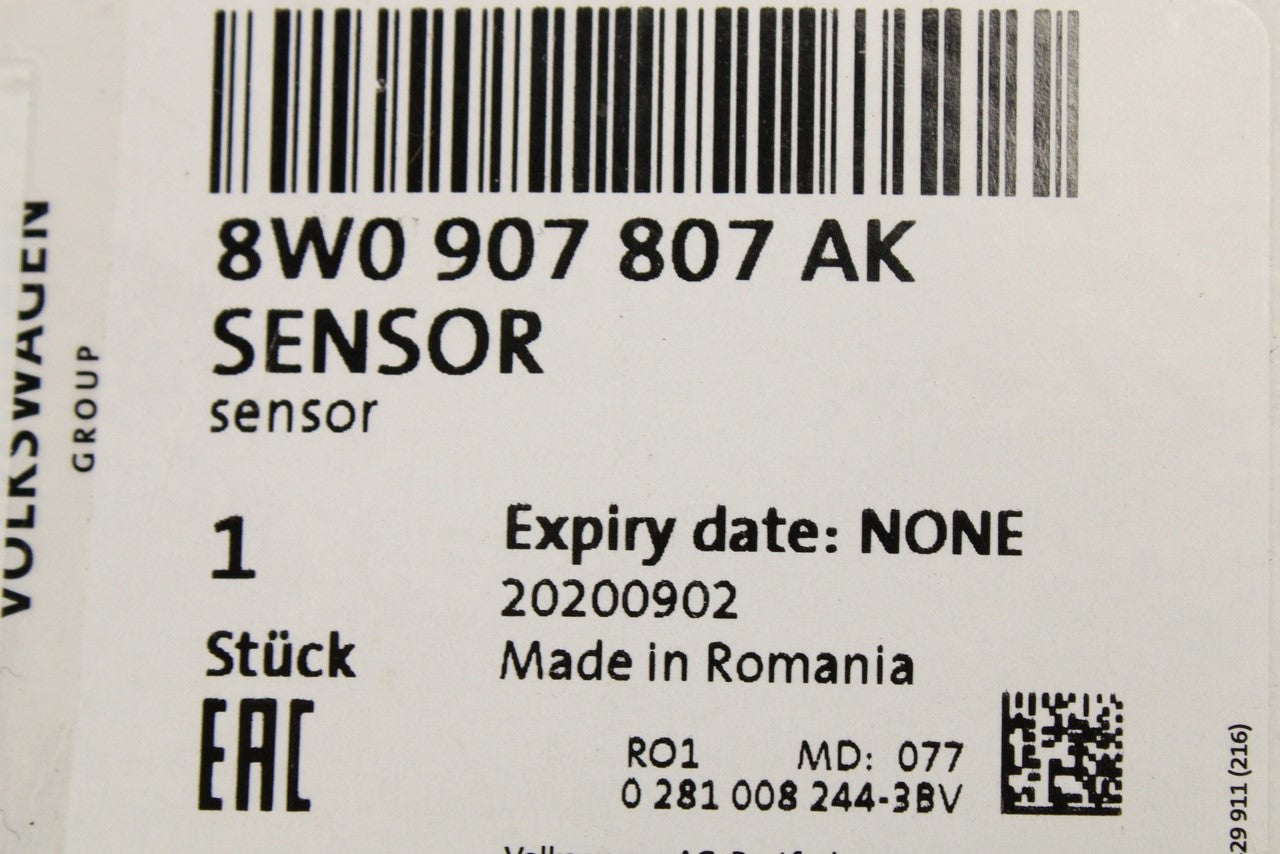 VOLKSWAGEN
GROUP
8W0 907 807 AK
SENSOR
sensor
1
Expiry date: NONE
20200902
Stück
Made in Romania
EAC
RO1 MD: 077
0 281 008 244-3BV
29 911 (216)